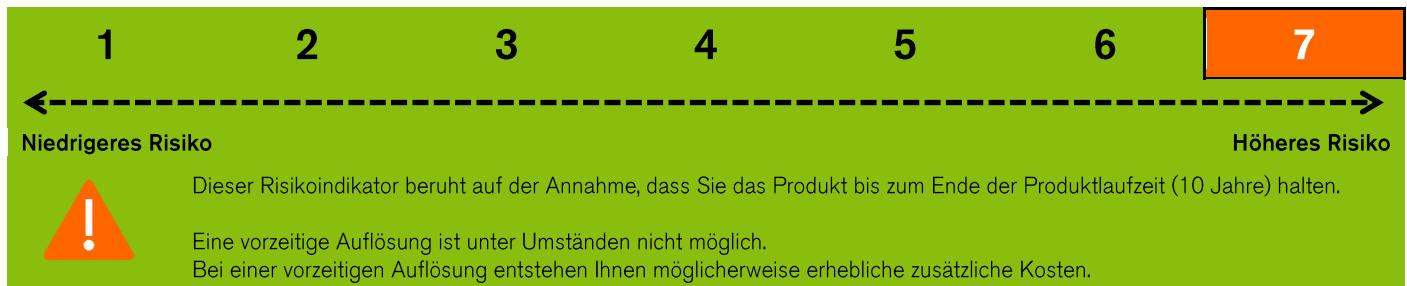 1 2 3 4 5 6 7
Niedrigeres Risiko Höheres Risiko
Dieser Risikoindikator beruht auf der Annahme, dass Sie das Produkt bis zum Ende der Produktlaufzeit (10 Jahre) halten.
Eine vorzeitige Auflösung ist unter Umständen nicht möglich.
Bei einer vorzeitigen Auflösung entstehen Ihnen möglicherweise erhebliche zusätzliche Kosten.